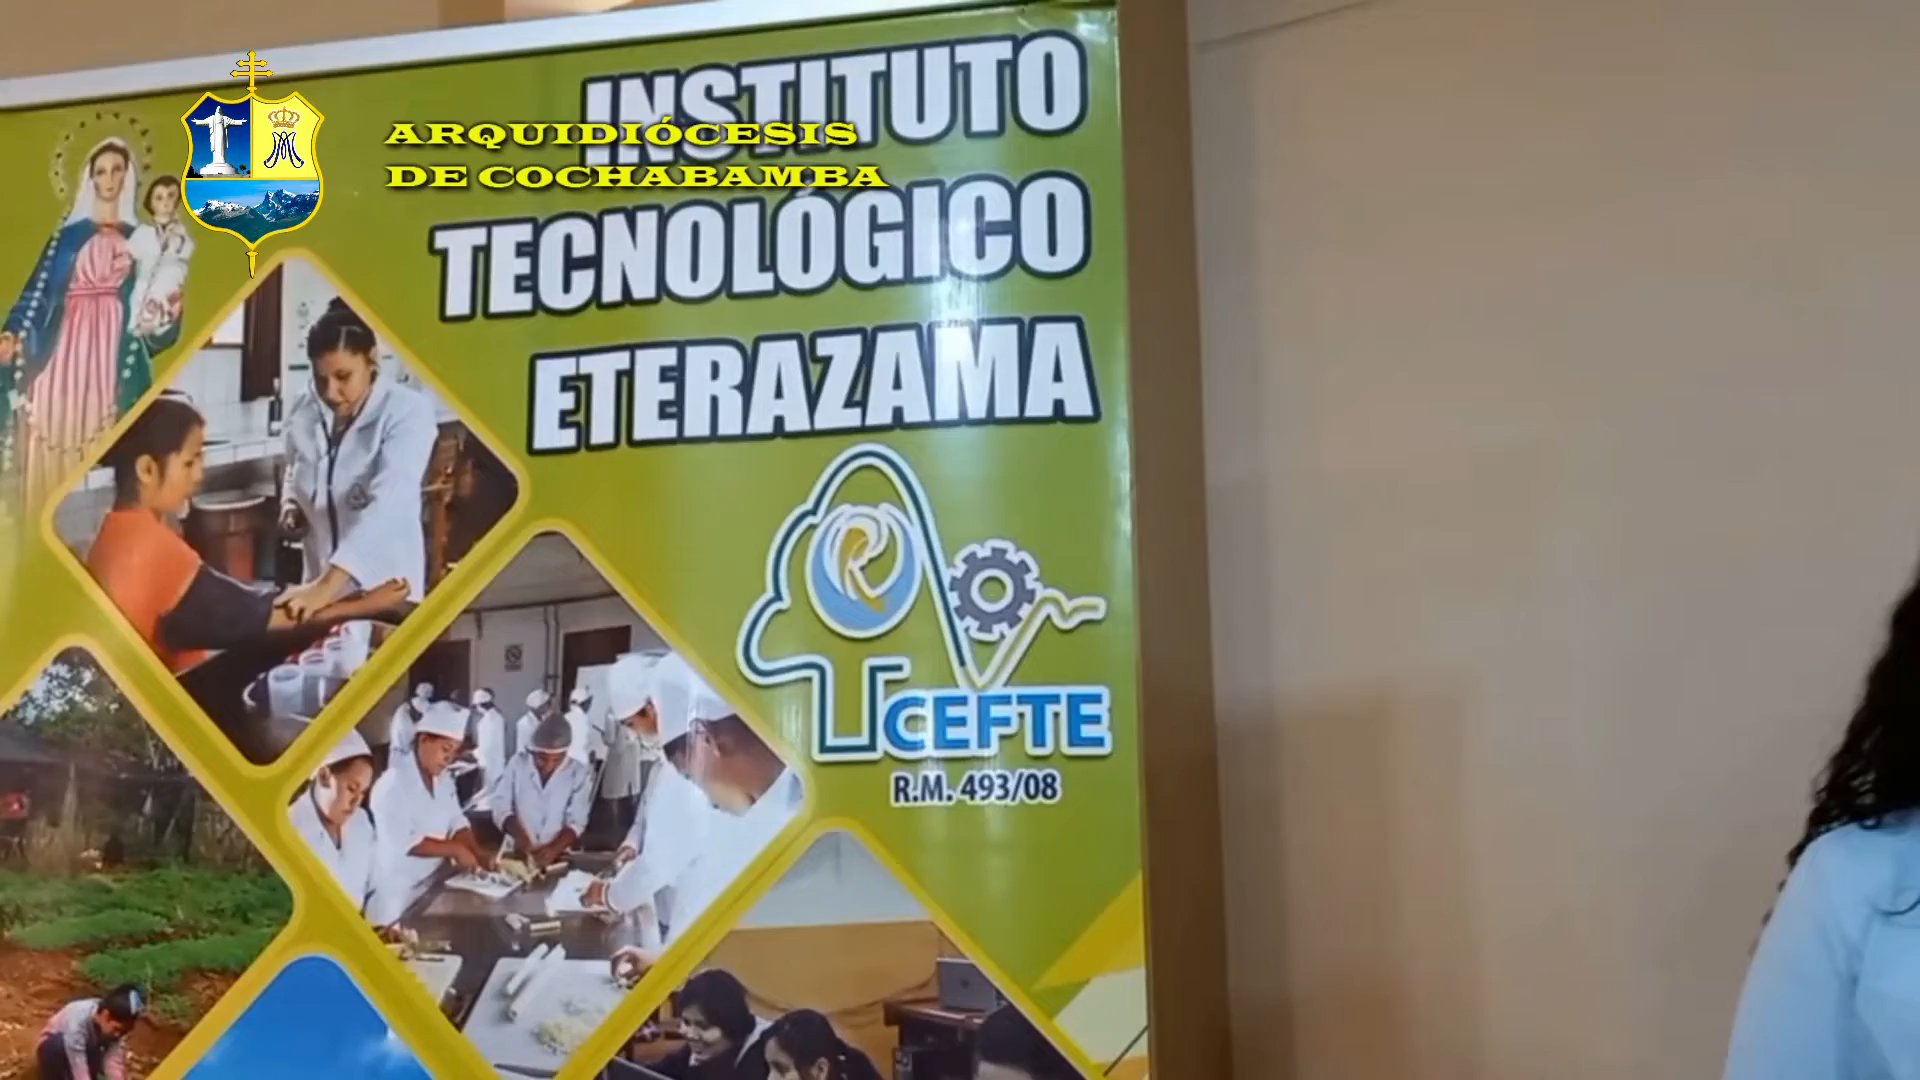 ARQUIDIÓCESIS
DE COCHABAMBA
INSTITUTO
TECNOLÓGICO
ETERAZAMA
CEFTE
R.M. 493/08